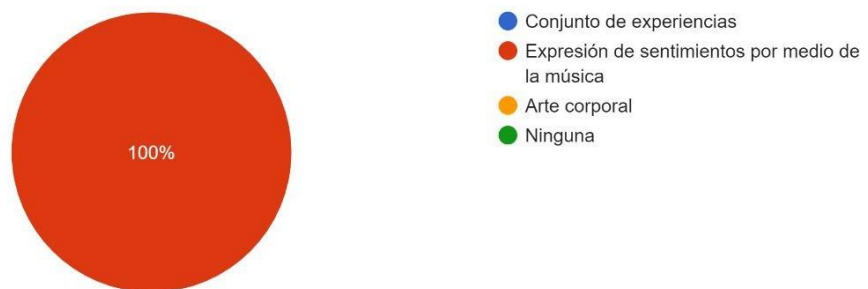 100%
Conjunto de experiencias
Expresión de sentimientos por medio de
la música
Arte corporal
Ninguna